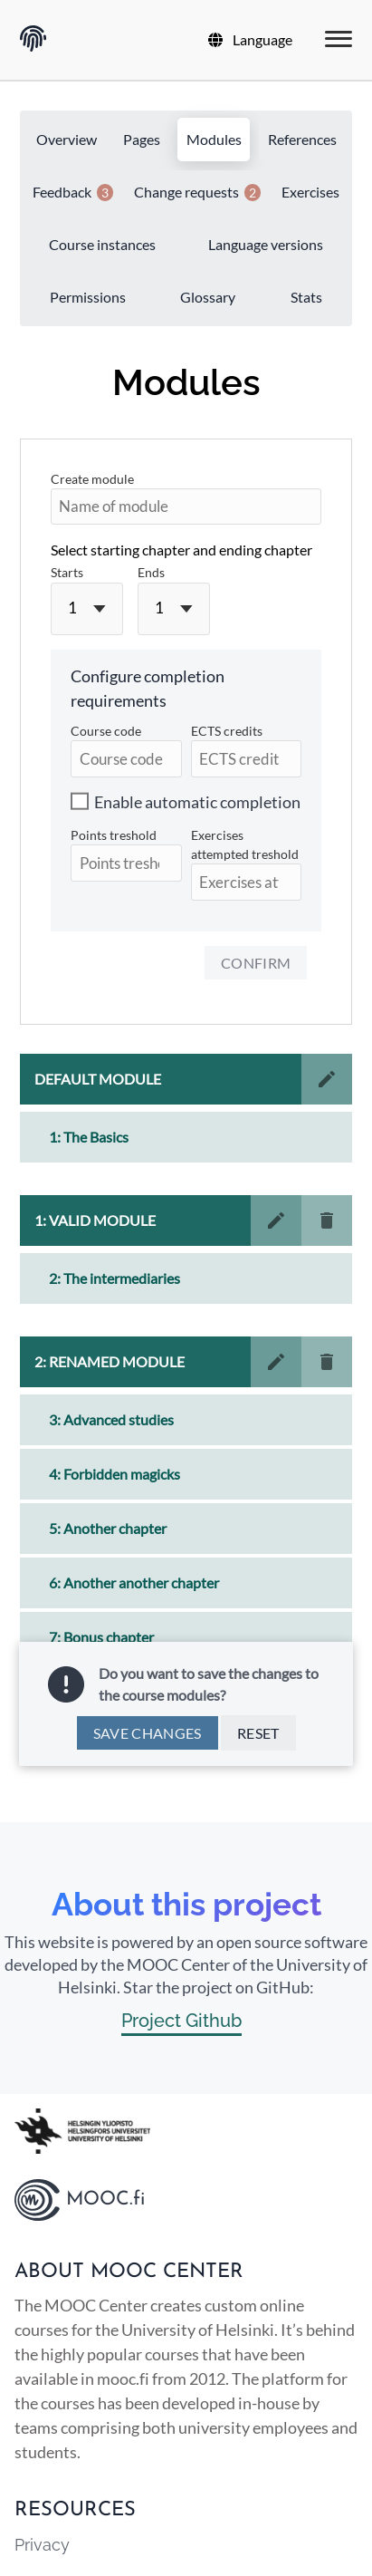 Language
Overview Pages Modules References
Feedback 3 Change requests 2 Exercises
Course instances Language versions
Permissions Glossary Stats
Modules
Create module
Name of module
Select starting chapter and ending chapter
Starts Ends
1 1
Configure completion
requirements
Course code ECTS credits
Course code ECTS credit
Enable automatic completion
Points treshold Exercises
attempted treshold
Points tresho Exercises at
CONFIRM
DEFAULT MODULE
1: The Basics
1: VALID MODULE
2: The intermediaries
2: RENAMED MODULE
3: Advanced studies
4: Forbidden magicks
5: Another chapter
6: Another another chapter
7: Bonus chapter
Do you want to save the changes to
the course modules?
SAVE CHANGES RESET
About this project
This website is powered by an open source software
developed by the MOOC Center of the University of
Helsinki. Star the project on GitHub:
Project Github
HELSINGIN YLIOPISTO
HELSINGFORS UNIVERSITET
UNIVERSITY OF HELSINKI
MOOC.fi
ABOUT MOOC CENTER
The MOOC Center creates custom online
courses for the University of Helsinki. It’s behind
the highly popular courses that have been
available in mooc.fi from 2012. The platform for
the courses has been developed in-house by
teams comprising both university employees and
students.
RESOURCES
Privacy